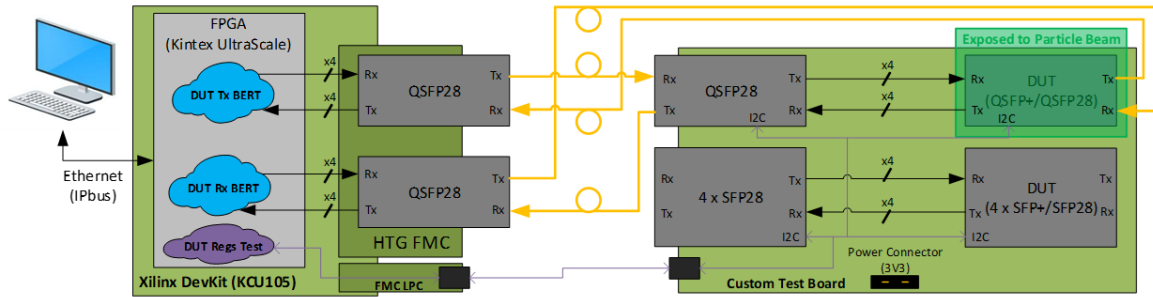 FPGA
(Kintex UltraScale)
DUT Tx BERT
DUT Rx BERT
DUT Regs Test
Xilinx DevKit (KCU105)
Ethernet
(IPbus)
x4
x4
x4
x4
Rx
Tx
QSFP28
Tx
Rx
Rx
Tx
QSFP28
Tx
Rx
HTG FMC
FMC LPC
Rx
Tx
QSFP28
Tx
Rx
I2C
x4
x4
Exposed to Particle Beam
Rx
Tx
DUT
(QSFP+/QSFP28)
I2C
Tx
Rx
Rx
Tx
4 x SFP28
Tx
Rx
I2C
x4
x4
Rx
Tx
DUT
(4 x SFP+/SFP28)
I2C
Tx
Rx
Power Connector
(3V3)
Custom Test Board